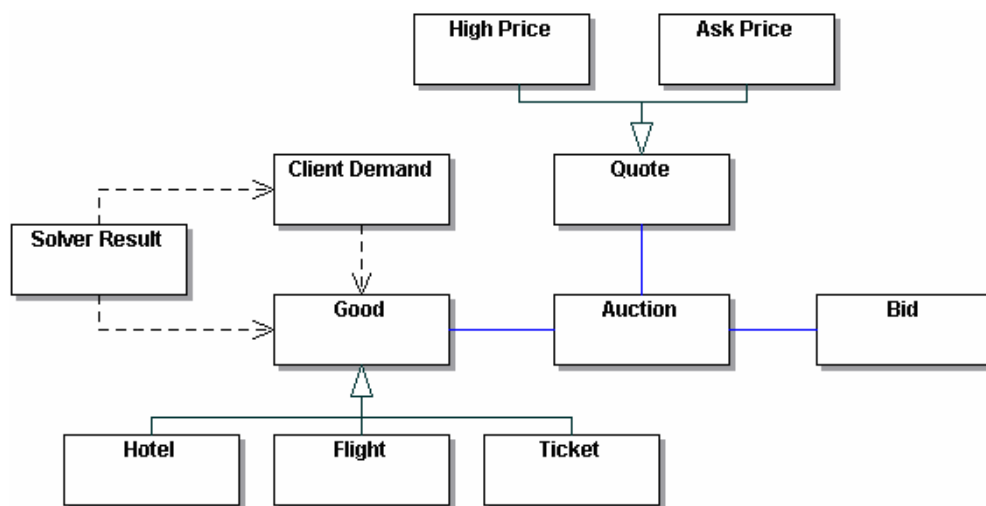 High Price
Ask Price
Client Demand
Quote
Solver Result
Good
Auction
Bid
Hotel
Flight
Ticket